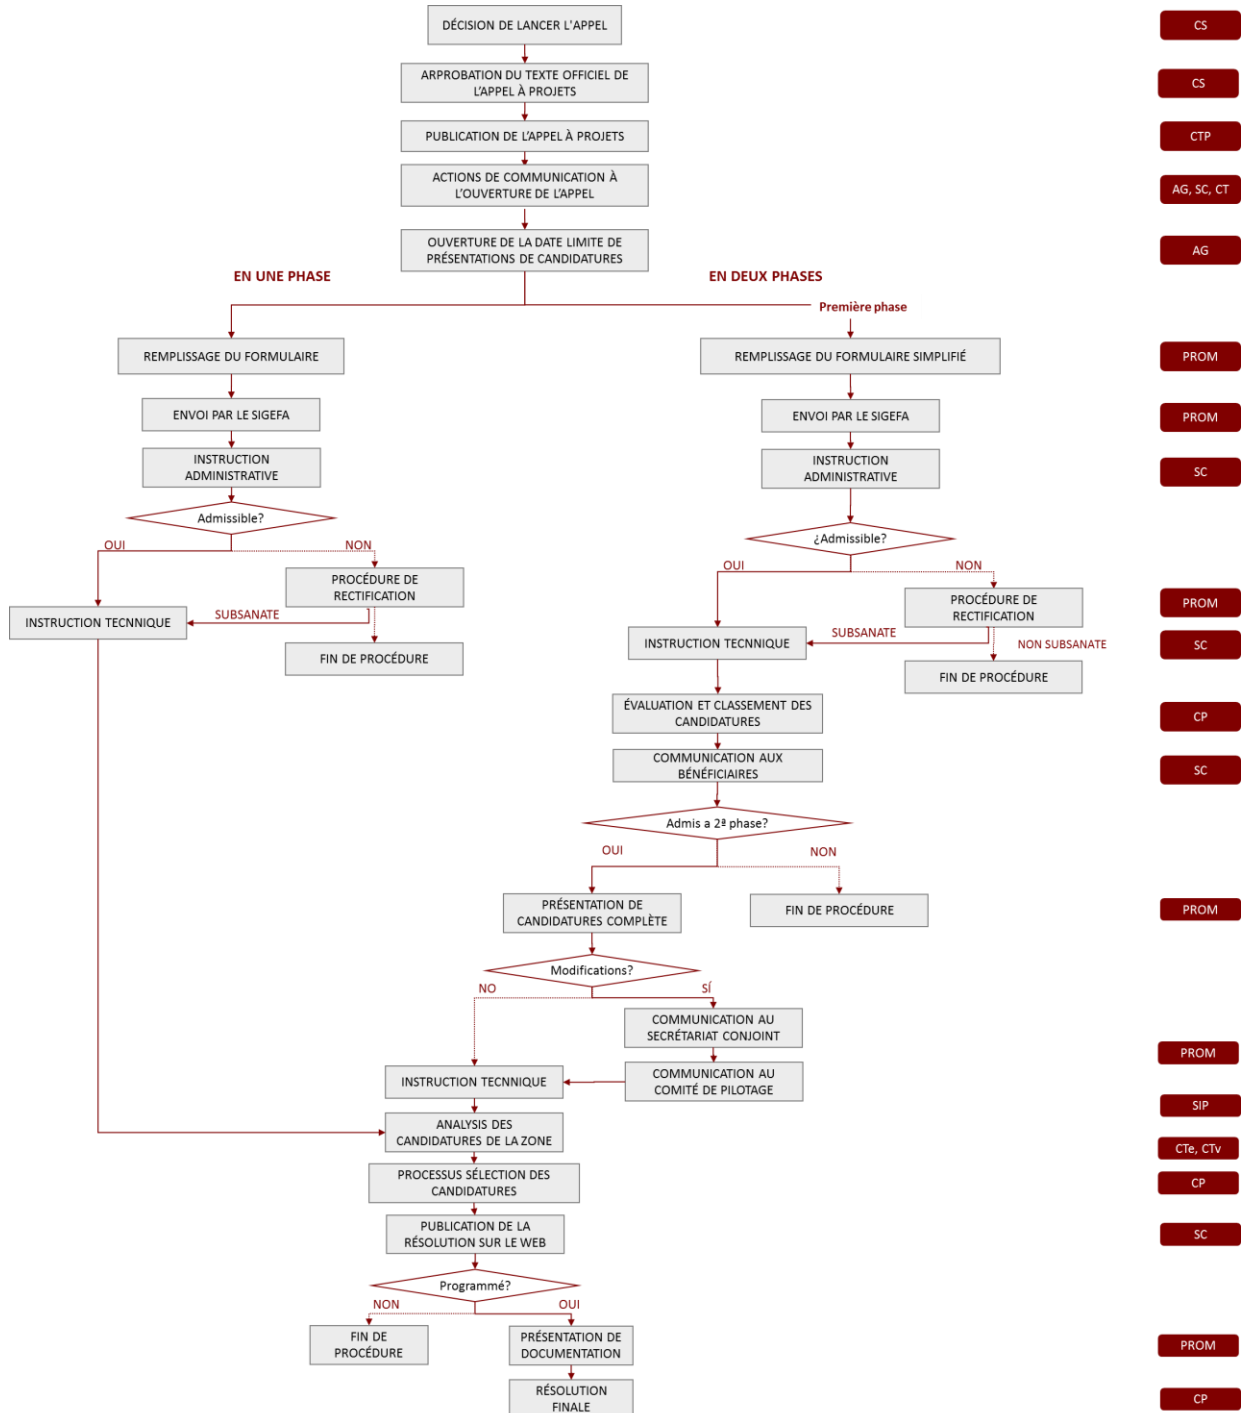 DÉCISION DE LANCER L'APPEL
CS
ARPROBATION DU TEXTE OFFICIEL DE
L'APPEL À PROJETS
CS
PUBLICATION DE L'APPEL À PROJETS
CTP
ACTIONS DE COMMUNICATION À
L'OUVERTURE DE L'APPEL
AG, SC, CT
OUVERTURE DE LA DATE LIMITE DE
PRÉSENTATIONS DE CANDIDATURES
AG
EN UNE PHASE
EN DEUX PHASES
Première phase
REMPLISSAGE DU FORMULAIRE
REMPLISSAGE DU FORMULAIRE SIMPLIFIÉ
PROM
ENVOI PAR LE SIGEFA
ENVOI PAR LE SIGEFA
PROM
INSTRUCTION
ADMINISTRATIVE
INSTRUCTION
ADMINISTRATIVE
SC
Admissible?
¿Admissible?
OUI
NON
OUI
NON
PROCÉDURE DE
RECTIFICATION
PROCÉDURE DE
RECTIFICATION
PROM
INSTRUCTION TECHNIQUE
SUBSANATE
INSTRUCTION TECHNIQUE
SUBSANATE
NON SUBSANATE
SC
FIN DE PROCÉDURE
FIN DE PROCÉDURE
ÉVALUATION ET CLASSEMENT DES
CANDIDATURES
CP
COMMUNICATION AUX
BÉNÉFICIAIRES
SC
Admis a 2ª phase?
OUI
NON
PRÉSENTATION DE
CANDIDATURES COMPLÈTE
FIN DE PROCÉDURE
PROM
Modifications?
NO
SÍ
COMMUNICATION AU
SECRÉTARIAT CONJOINT
PROM
INSTRUCTION TECHNIQUE
COMMUNICATION AU
COMITÉ DE PILOTAGE
SIP
ANALYSIS DES
CANDIDATURES DE LA ZONE
CTe, CTv
PROCESSUS SÉLECTION DES
CANDIDATURES
CP
PUBLICATION DE LA
RÉSOLUTION SUR LE WEB
SC
Programmé?
NON
OUI
FIN DE
PROCÉDURE
PRÉSENTATION DE
DOCUMENTATION
PROM
RÉSOLUTION
FINALE
CP